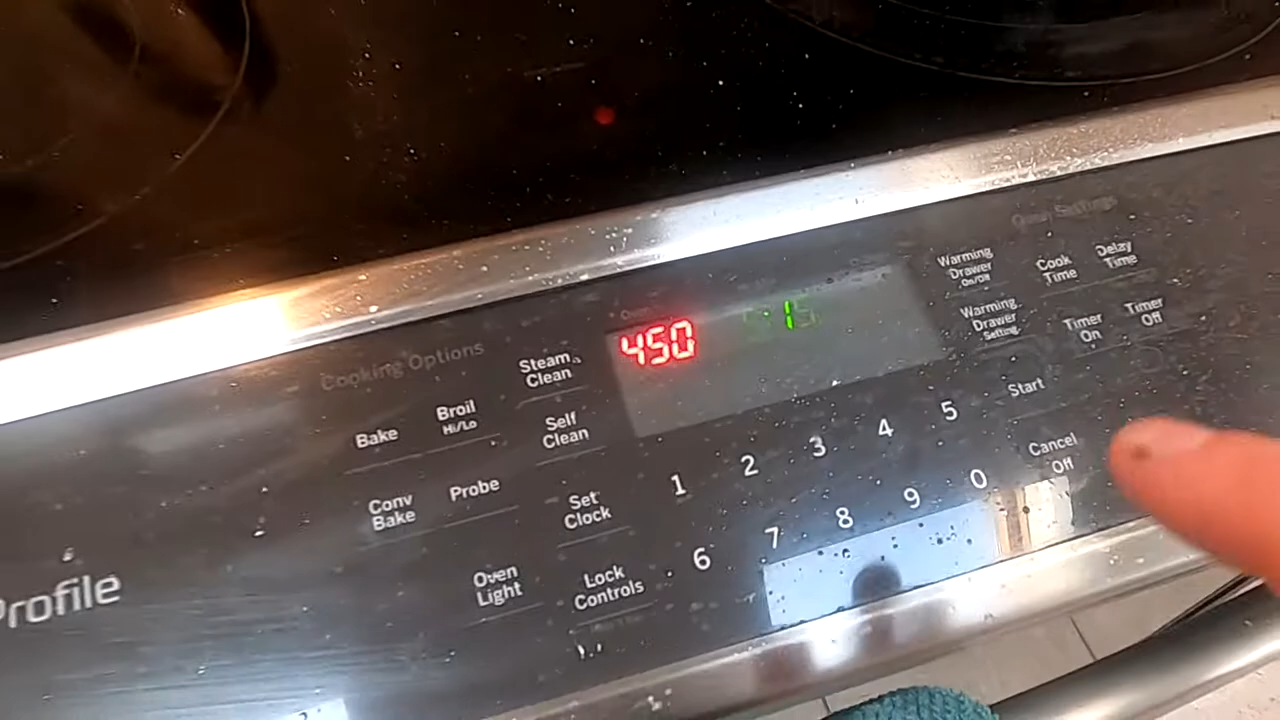 Oven Settings
Warming
Drawer
On/Off
Cook
Time
Delay
Time
Warming
Drawer
Setting
Timer
On
Timer
Off
450
Cooking Options
Steam
Clean
Bake
Broil
Hi/Lo
Self
Clean
Start
1 2 3 4 5
Conv
Bake
Probe
Set
Clock
Cancel
Off
6 7 8 9 0
Oven
Light
Lock
Controls
Profile